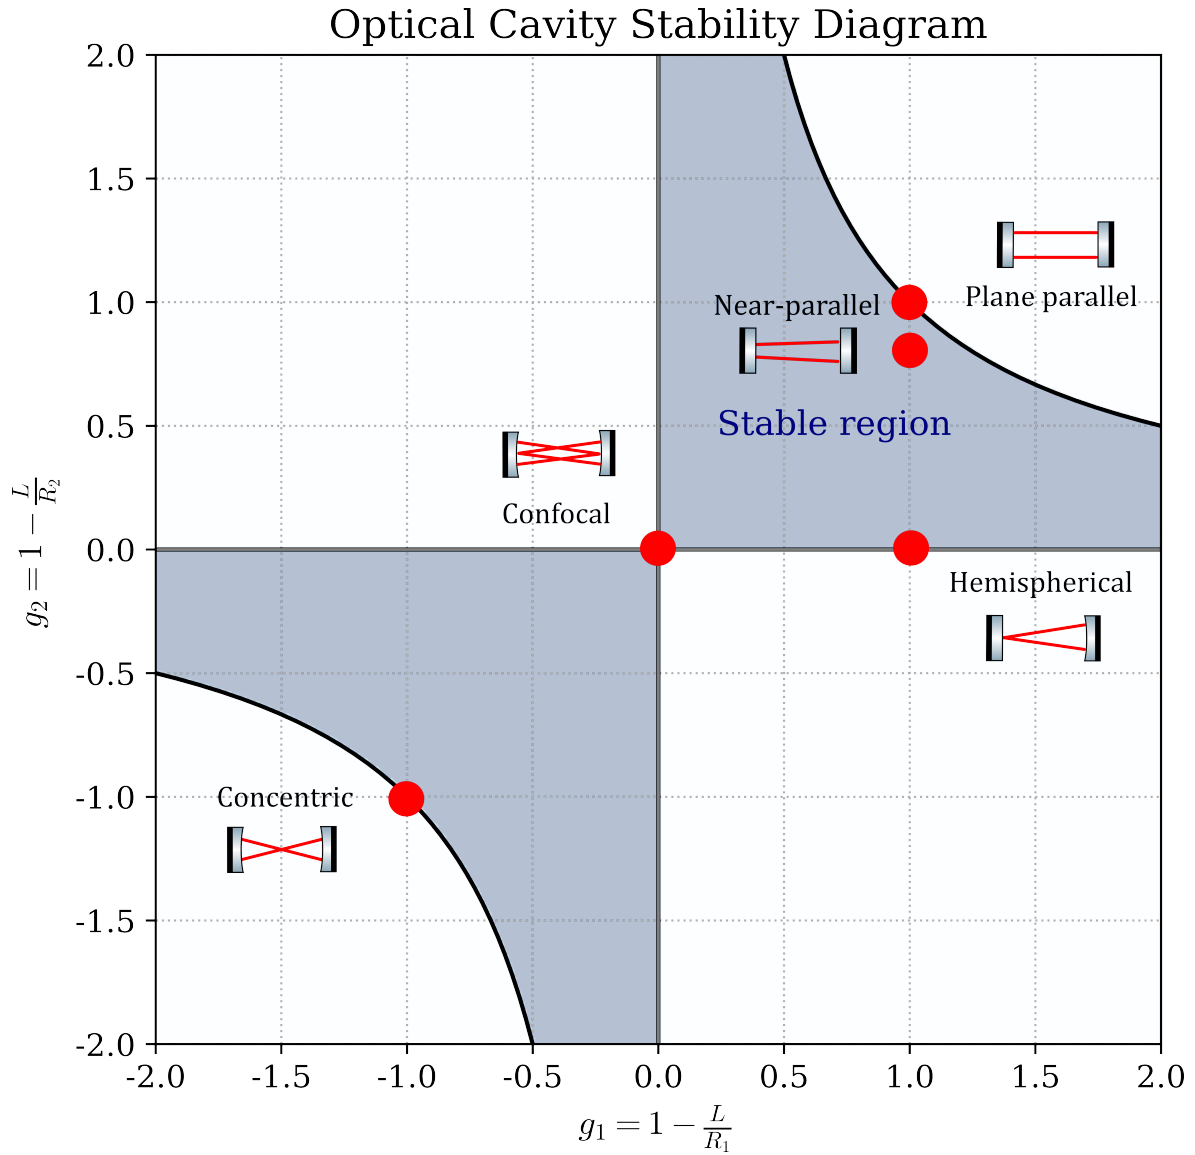 Optical Cavity Stability Diagram
2.0
1.5
1.0
0.5
0.0
-0.5
-1.0
-1.5
-2.0
g₂ = 1 − L/R₂
Plane parallel
Near-parallel
Stable region
Confocal
Hemispherical
Concentric
-2.0 -1.5 -1.0 -0.5 0.0 0.5 1.0 1.5 2.0
g₁ = 1 − L/R₁